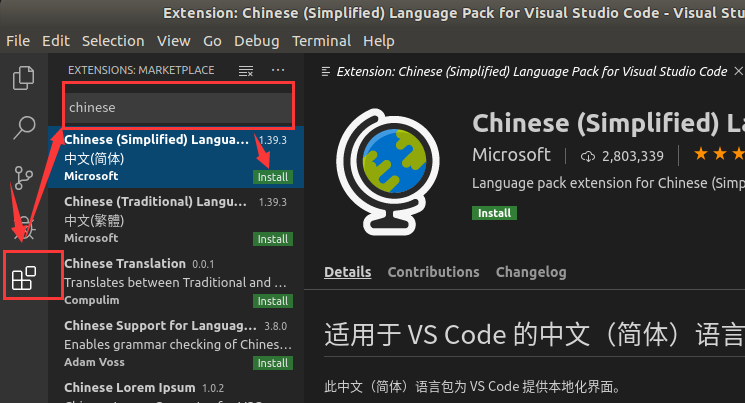 Extension: Chinese (Simplified) Language Pack for Visual Studio Code - Visual Stu
File Edit Selection View Go Debug Terminal Help
EXTENSIONS: MARKETPLACE
chinese
Chinese (Simplified) Langua... 1.39.3
中文(简体)
Microsoft Install
Chinese (Traditional) Langu... 1.39.3
中文(繁體)
Microsoft Install
Chinese Translation 0.0.1
Translates between Traditional and ...
Compulim Install
Chinese Support for Languag... 3.8.0
Enables grammar checking of Chines...
Adam Voss Install
Chinese Lorem Ipsum 1.0.2
Extension: Chinese (Simplified) Language Pack for Visual Studio Code
Chinese (Simplified) La
Microsoft 2,803,339
Language pack extension for Chinese (Simp
Install
Details Contributions Changelog
适用于 VS Code 的中文（简体）语言
此中文（简体）语言包为 VS Code 提供本地化界面。